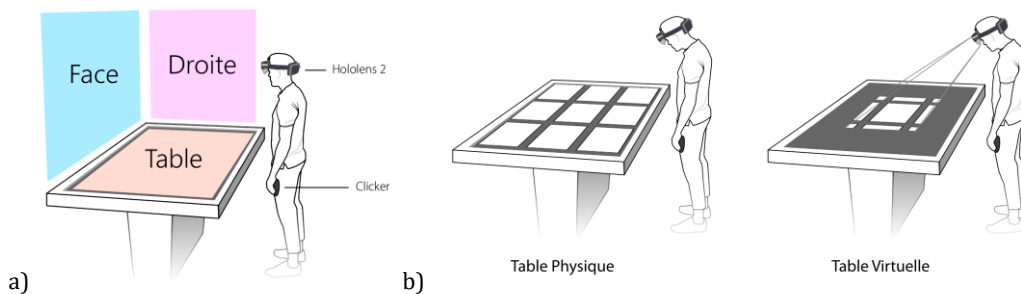 Face
Droite
Table
Hololens 2
Clicker
a)
b)
Table Physique
Table Virtuelle